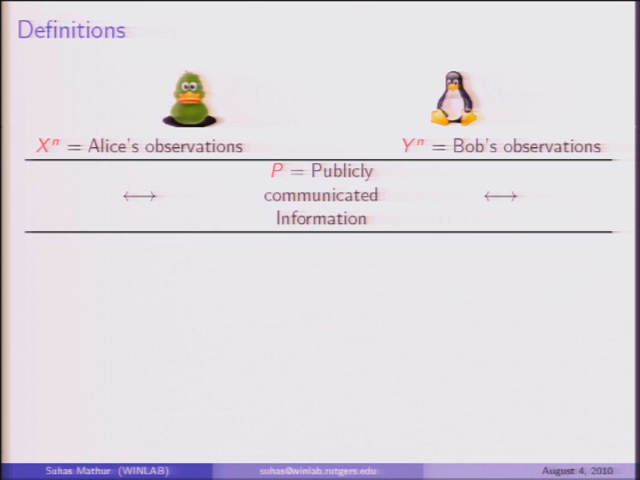 Definitions
Xⁿ = Alice's observations
Yⁿ = Bob's observations
P = Publicly
⟷ communicated ⟷
Information
Suhas Mathur (WINLAB) suhas@winlab.rutgers.edu August 4, 2010